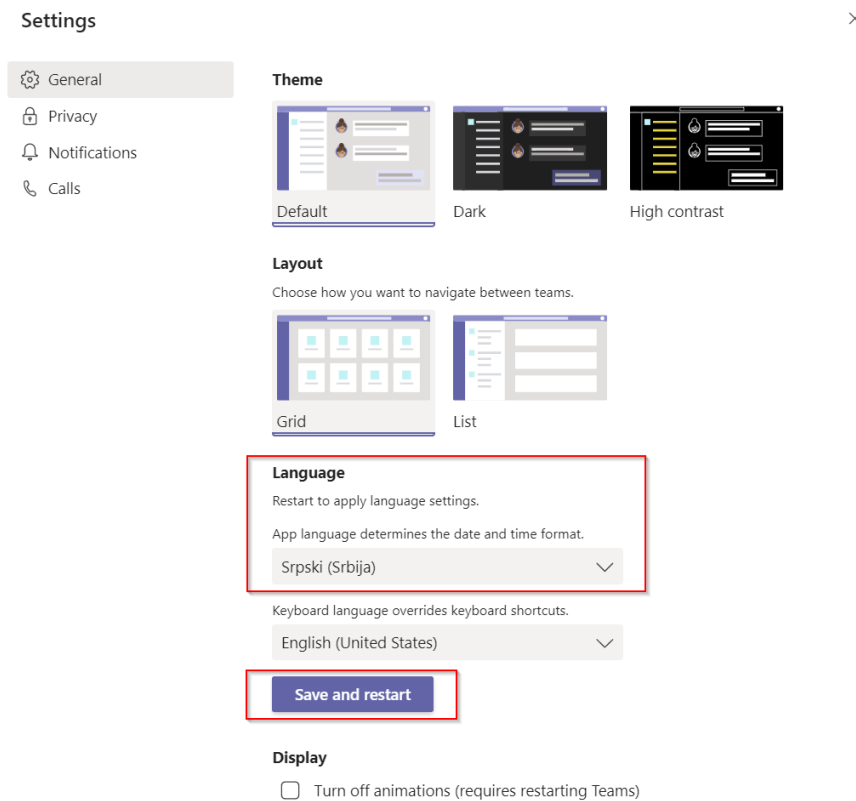 Settings
General
Privacy
Notifications
Calls
Theme
Default
Dark
High contrast
Layout
Choose how you want to navigate between teams.
Grid
List
Language
Restart to apply language settings.
App language determines the date and time format.
Srpski (Srbija)
Keyboard language overrides keyboard shortcuts.
English (United States)
Save and restart
Display
Turn off animations (requires restarting Teams)